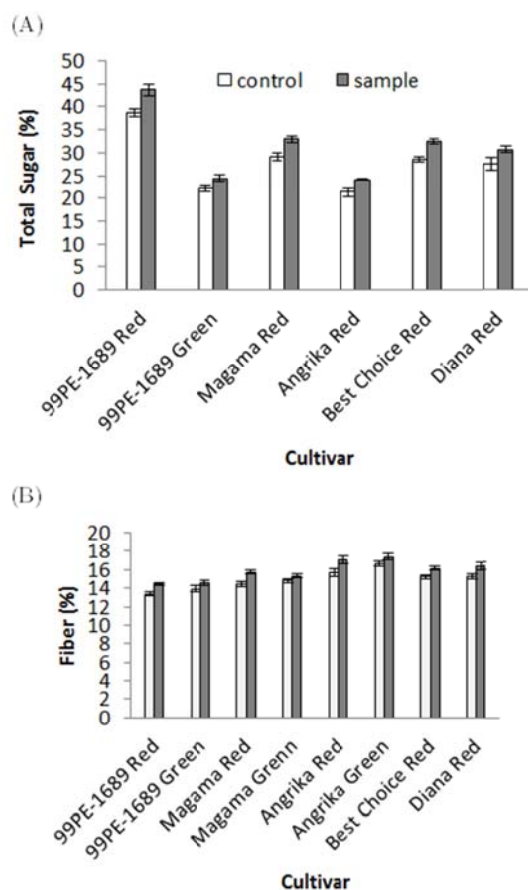 (A)
50
45
40
35
30
25
20
15
10
5
0
Total Sugar (%)
control
sample
99PE-1689 Red
99PE-1689 Green
Magama Red
Angrika Red
Best Choice Red
Diana Red
Cultivar
(B)
20
18
16
14
12
10
8
6
4
2
0
Fiber (%)
99PE-1689 Red
99PE-1689 Green
Magama Red
Magama Grenn
Angrika Red
Angrika Green
Best Choice Red
Diana Red
Cultivar